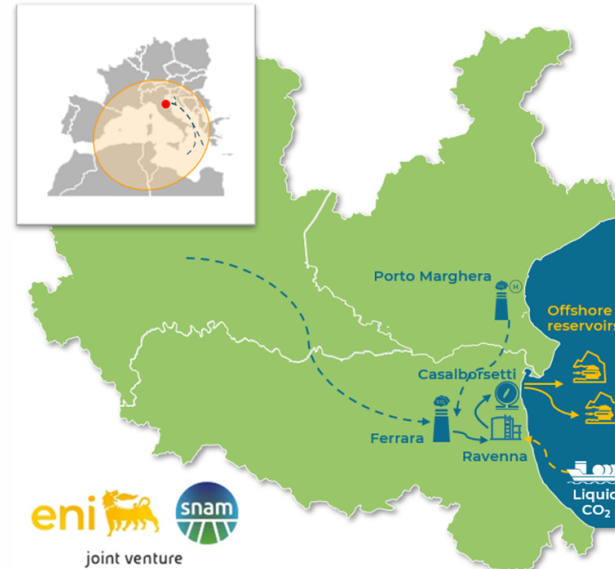 Porto Marghera
H
Offshore
reservoirs
Casalborsetti
Ferrara
Ravenna
Liquid
CO₂
eni
snam
joint venture